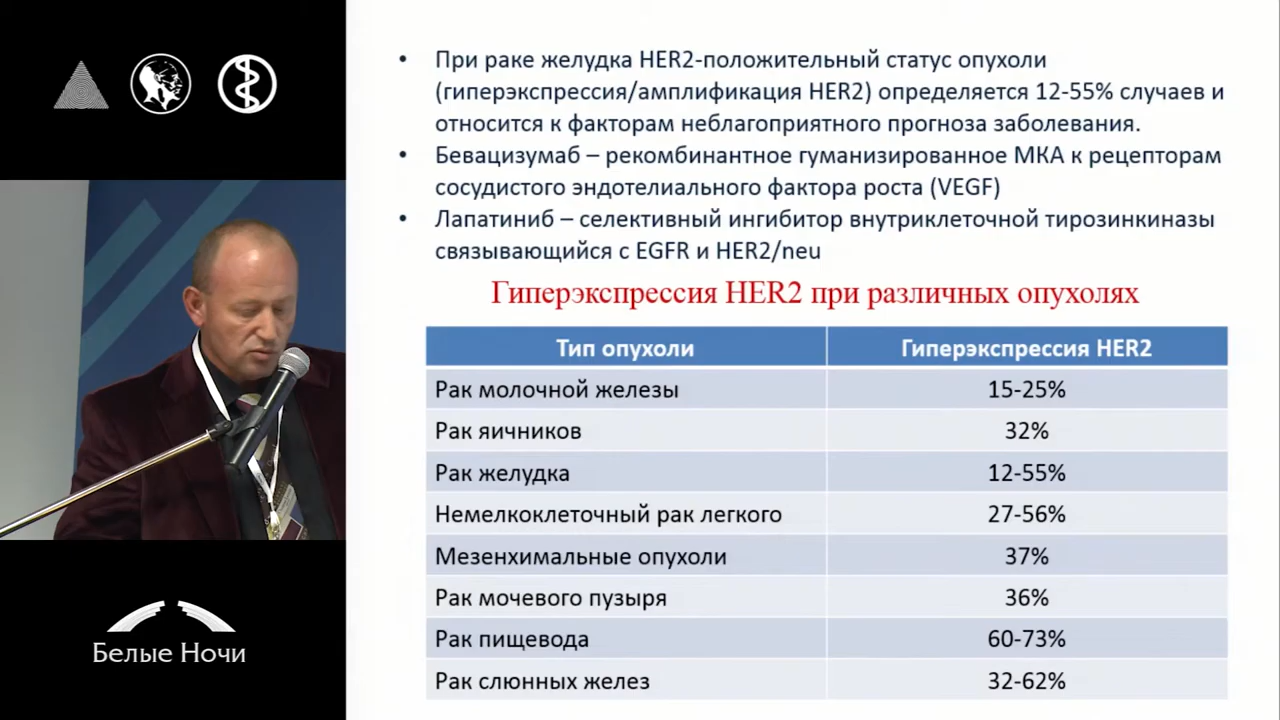 • При раке желудка HER2-положительный статус опухоли
(гиперэкспрессия/амплификация HER2) определяется 12-55% случаев и
относится к факторам неблагоприятного прогноза заболевания.
• Бевацизумаб – рекомбинантное гуманизированное МКА к рецепторам
сосудистого эндотелиального фактора роста (VEGF)
• Лапатиниб – селективный ингибитор внутриклеточной тирозинкиназы
связывающийся с EGFR и HER2/neu
Гиперэкспрессия HER2 при различных опухолях
Тип опухоли Гиперэкспрессия HER2
Рак молочной железы 15-25%
Рак яичников 32%
Рак желудка 12-55%
Немелкоклеточный рак легкого 27-56%
Мезенхимальные опухоли 37%
Рак мочевого пузыря 36%
Рак пищевода 60-73%
Рак слюнных желез 32-62%
Белые Ночи